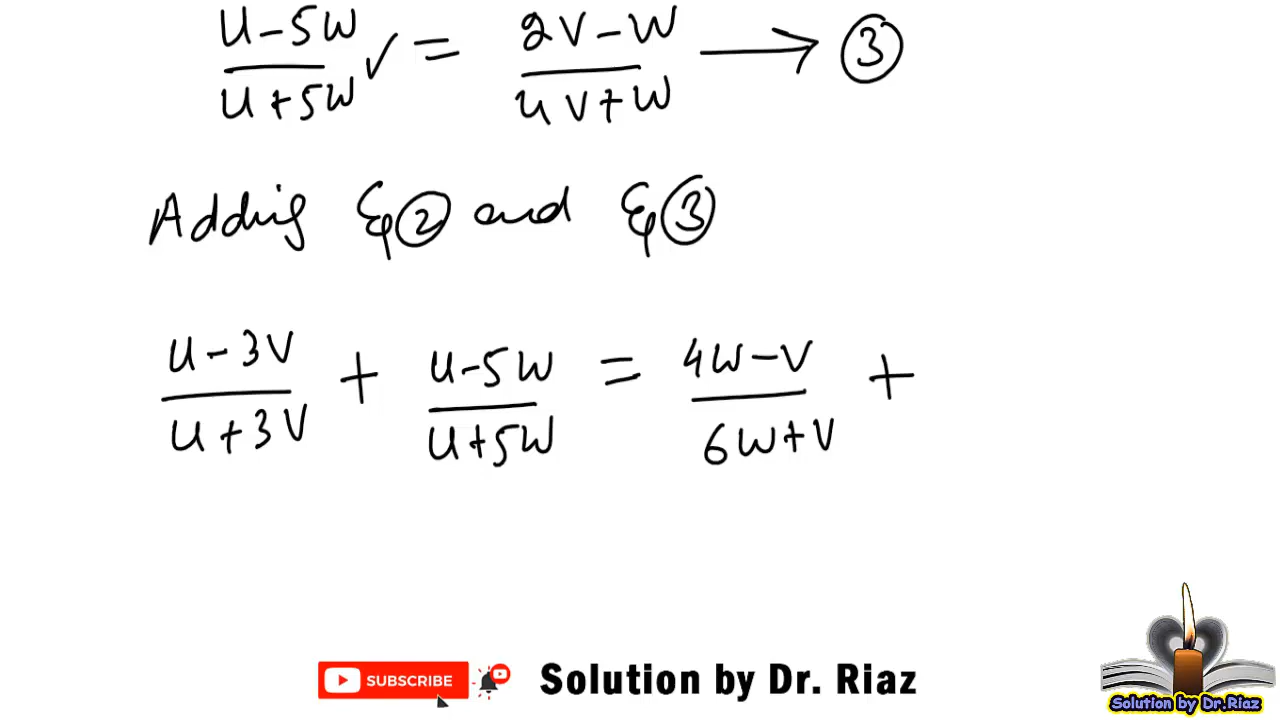 U - 5W / U + 5W ✓ = 2V - W / 4V + W → ③
Adding Eq ② and Eq ③
U - 3V / U + 3V + U - 5W / U + 5W = 4W - V / 6W + V +
SUBSCRIBE
Solution by Dr. Riaz
Solution by Dr.Riaz